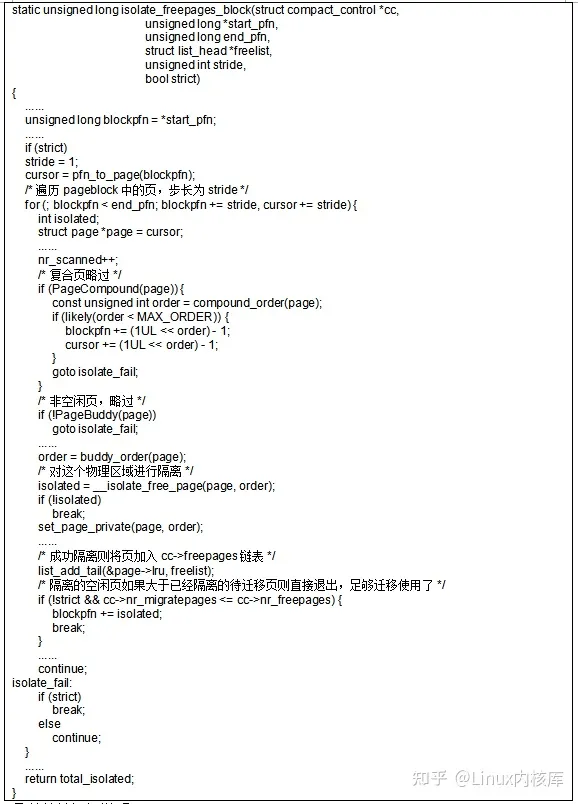 static unsigned long isolate_freepages_block(struct compact_control *cc,
unsigned long *start_pfn,
unsigned long end_pfn,
struct list_head *freelist,
unsigned int stride,
bool strict)
{
......
unsigned long blockpfn = *start_pfn;
......
if (strict)
stride = 1;
cursor = pfn_to_page(blockpfn);
/* 遍历 pageblock 中的页，步长为 stride */
for (; blockpfn < end_pfn; blockpfn += stride, cursor += stride) {
int isolated;
struct page *page = cursor;
......
nr_scanned++;
/* 复合页略过 */
if (PageCompound(page)) {
const unsigned int order = compound_order(page);
if (likely(order < MAX_ORDER)) {
blockpfn += (1UL << order) - 1;
cursor += (1UL << order) - 1;
}
goto isolate_fail;
}
/* 非空闲页，略过 */
if (!PageBuddy(page))
goto isolate_fail;
......
order = buddy_order(page);
/* 对这个物理区域进行隔离 */
isolated = __isolate_free_page(page, order);
if (!isolated)
break;
set_page_private(page, order);
......
/* 成功隔离则将页加入 cc->freepages 链表 */
list_add_tail(&page->lru, freelist);
/* 隔离的空闲页如果大于已经隔离的待迁移页则直接退出，足够迁移使用了 */
if (!strict && cc->nr_migratepages <= cc->nr_freepages) {
blockpfn += isolated;
break;
}
......
continue;
isolate_fail:
if (strict)
break;
else
continue;
}
......
return total_isolated;
}
知乎 @Linux内核库